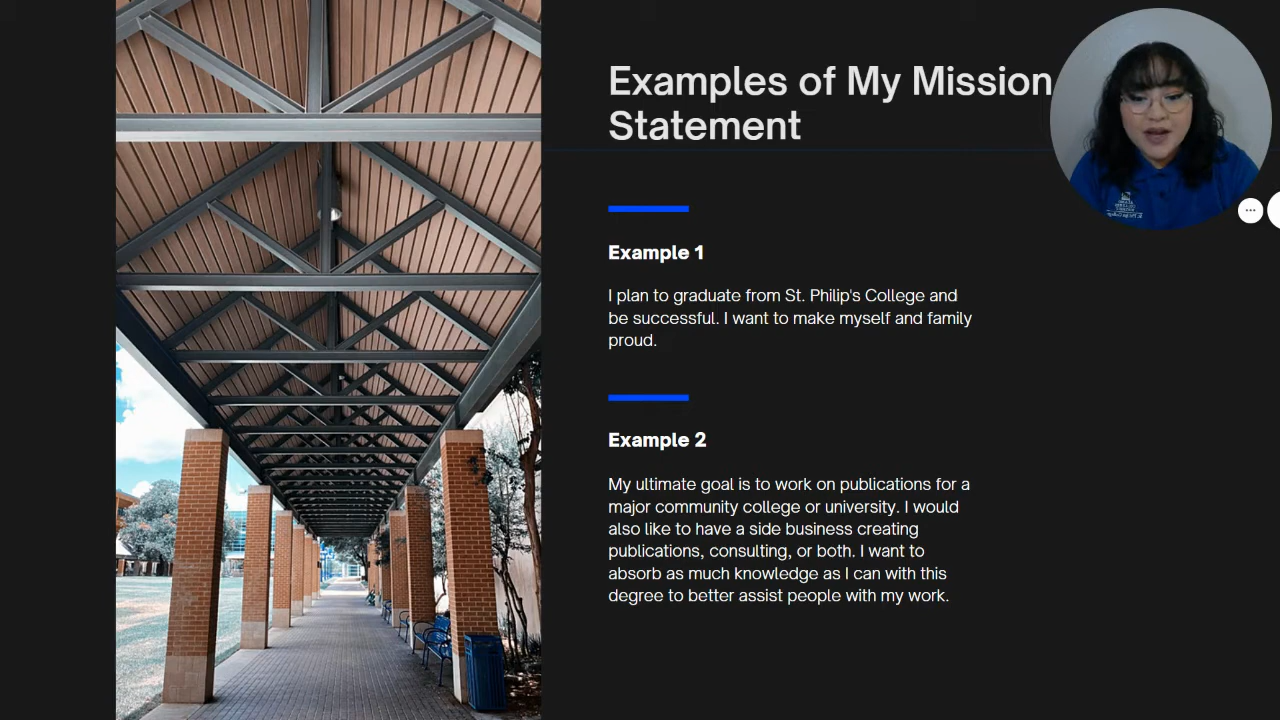 Examples of My Mission
Statement
Example 1
I plan to graduate from St. Philip's College and
be successful. I want to make myself and family
proud.
Example 2
My ultimate goal is to work on publications for a
major community college or university. I would
also like to have a side business creating
publications, consulting, or both. I want to
absorb as much knowledge as I can with this
degree to better assist people with my work.